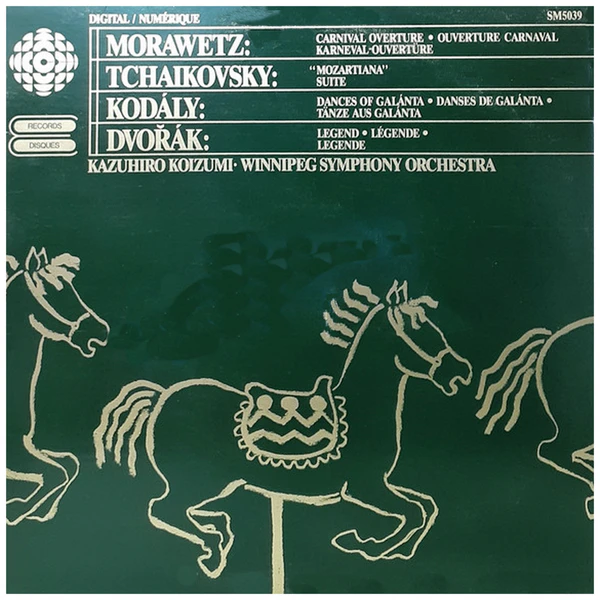 DIGITAL / NUMÉRIQUE SM5039
MORAWETZ: CARNIVAL OVERTURE • OUVERTURE CARNAVAL
KARNEVAL-OUVERTÜRE
TCHAIKOVSKY: "MOZARTIANA"
SUITE
KODÁLY: DANCES OF GALÁNTA • DANSES DE GALÁNTA •
TÄNZE AUS GALÁNTA
RECORDS
DVOŘÁK: LEGEND • LÉGENDE •
LEGENDE
DISQUES
KAZUHIRO KOIZUMI • WINNIPEG SYMPHONY ORCHESTRA